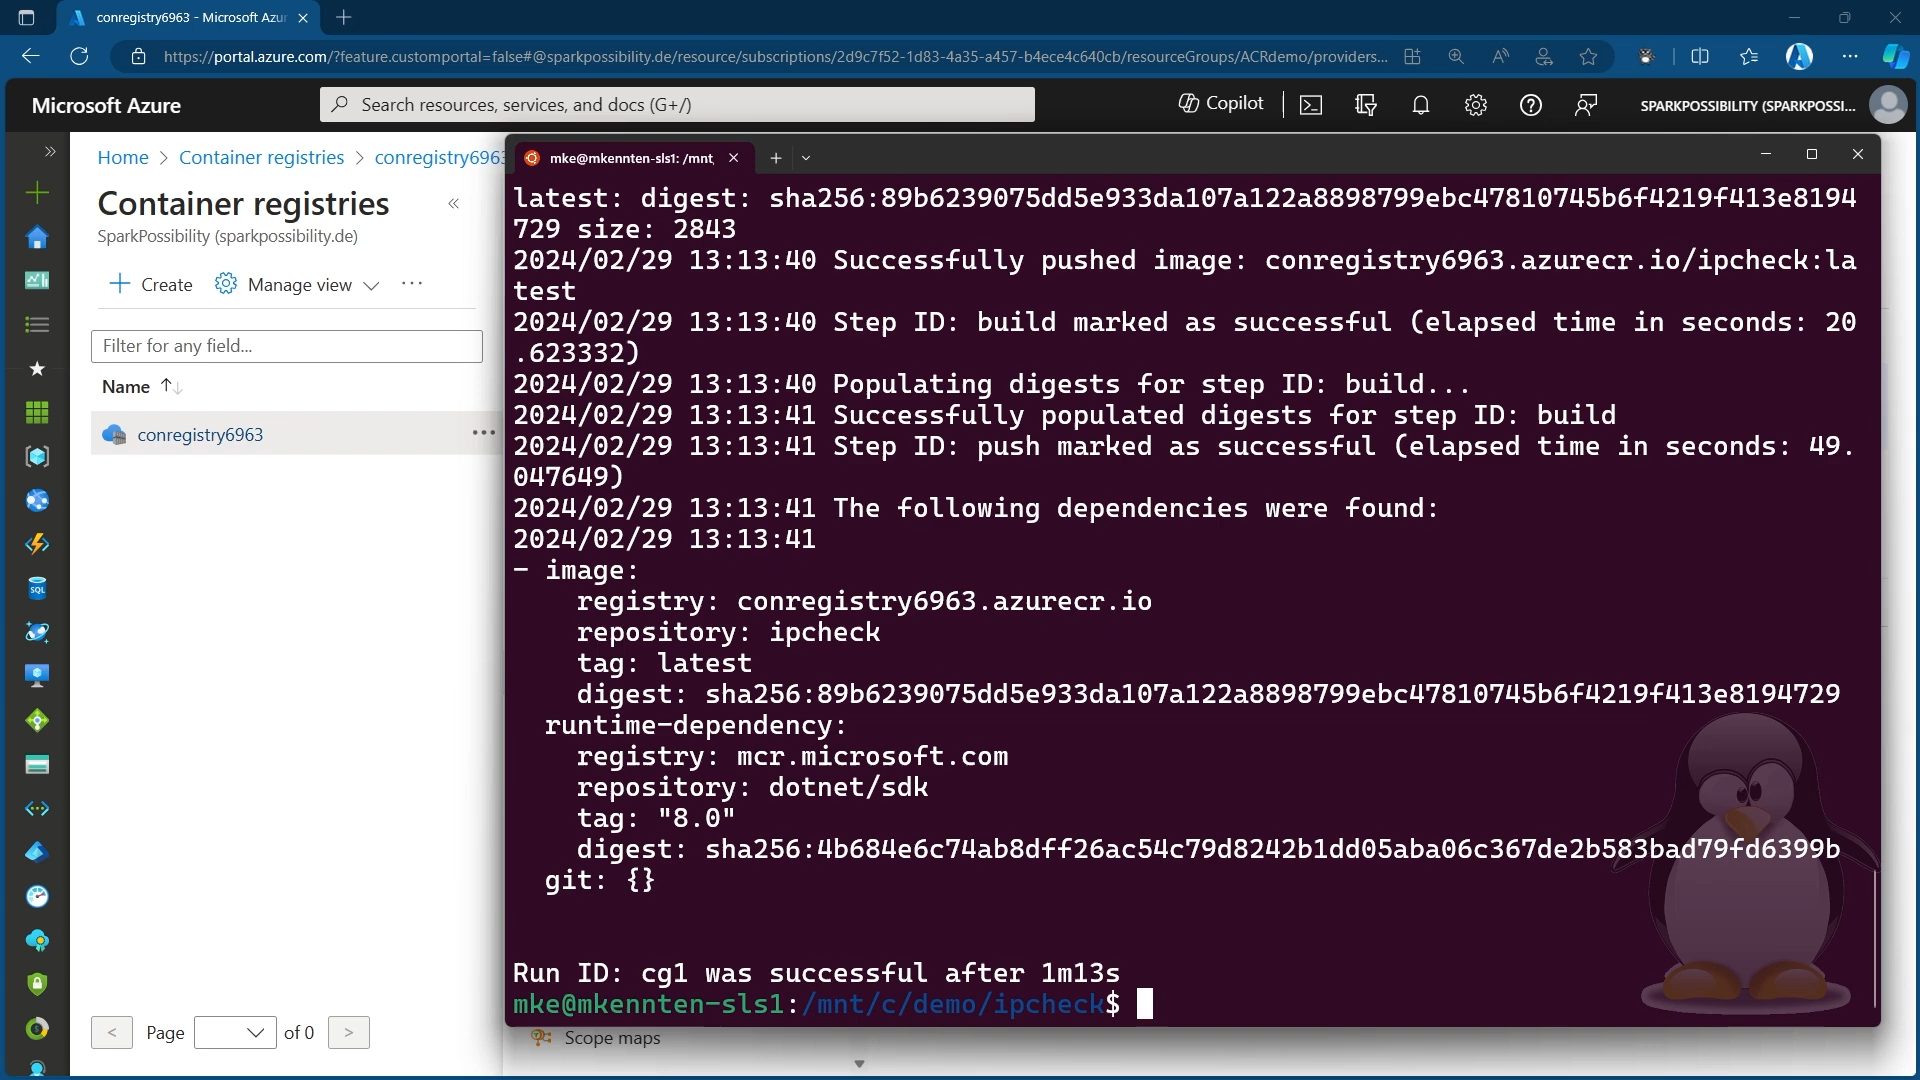 conregistry6963 - Microsoft Azur
https://portal.azure.com/?feature.customportal=false#@sparkpossibility.de/resource/subscriptions/2d9c7f52-1d83-4a35-a457-b4ece4c640cb/resourceGroups/ACRdemo/providers...
Microsoft Azure
Search resources, services, and docs (G+/)
Copilot
SPARKPOSSIBILITY (SPARKPOSSI...
Home > Container registries > conregistry6963
Container registries
SparkPossibility (sparkpossibility.de)
Create
Manage view
Filter for any field...
Name
conregistry6963
< Page of 0 >
mke@mkennten-sls1: /mnt,
latest: digest: sha256:89b6239075dd5e933da107a122a8898799ebc47810745b6f4219f413e8194
729 size: 2843
2024/02/29 13:13:40 Successfully pushed image: conregistry6963.azurecr.io/ipcheck:la
test
2024/02/29 13:13:40 Step ID: build marked as successful (elapsed time in seconds: 20
.623332)
2024/02/29 13:13:40 Populating digests for step ID: build...
2024/02/29 13:13:41 Successfully populated digests for step ID: build
2024/02/29 13:13:41 Step ID: push marked as successful (elapsed time in seconds: 49.
047649)
2024/02/29 13:13:41 The following dependencies were found:
2024/02/29 13:13:41
- image:
registry: conregistry6963.azurecr.io
repository: ipcheck
tag: latest
digest: sha256:89b6239075dd5e933da107a122a8898799ebc47810745b6f4219f413e8194729
runtime-dependency:
registry: mcr.microsoft.com
repository: dotnet/sdk
tag: "8.0"
digest: sha256:4b684e6c74ab8dff26ac54c79d8242b1dd05aba06c367de2b583bad79fd6399b
git: {}
Run ID: cg1 was successful after 1m13s
mke@mkennten-sls1:/mnt/c/demo/ipcheck$
Scope maps